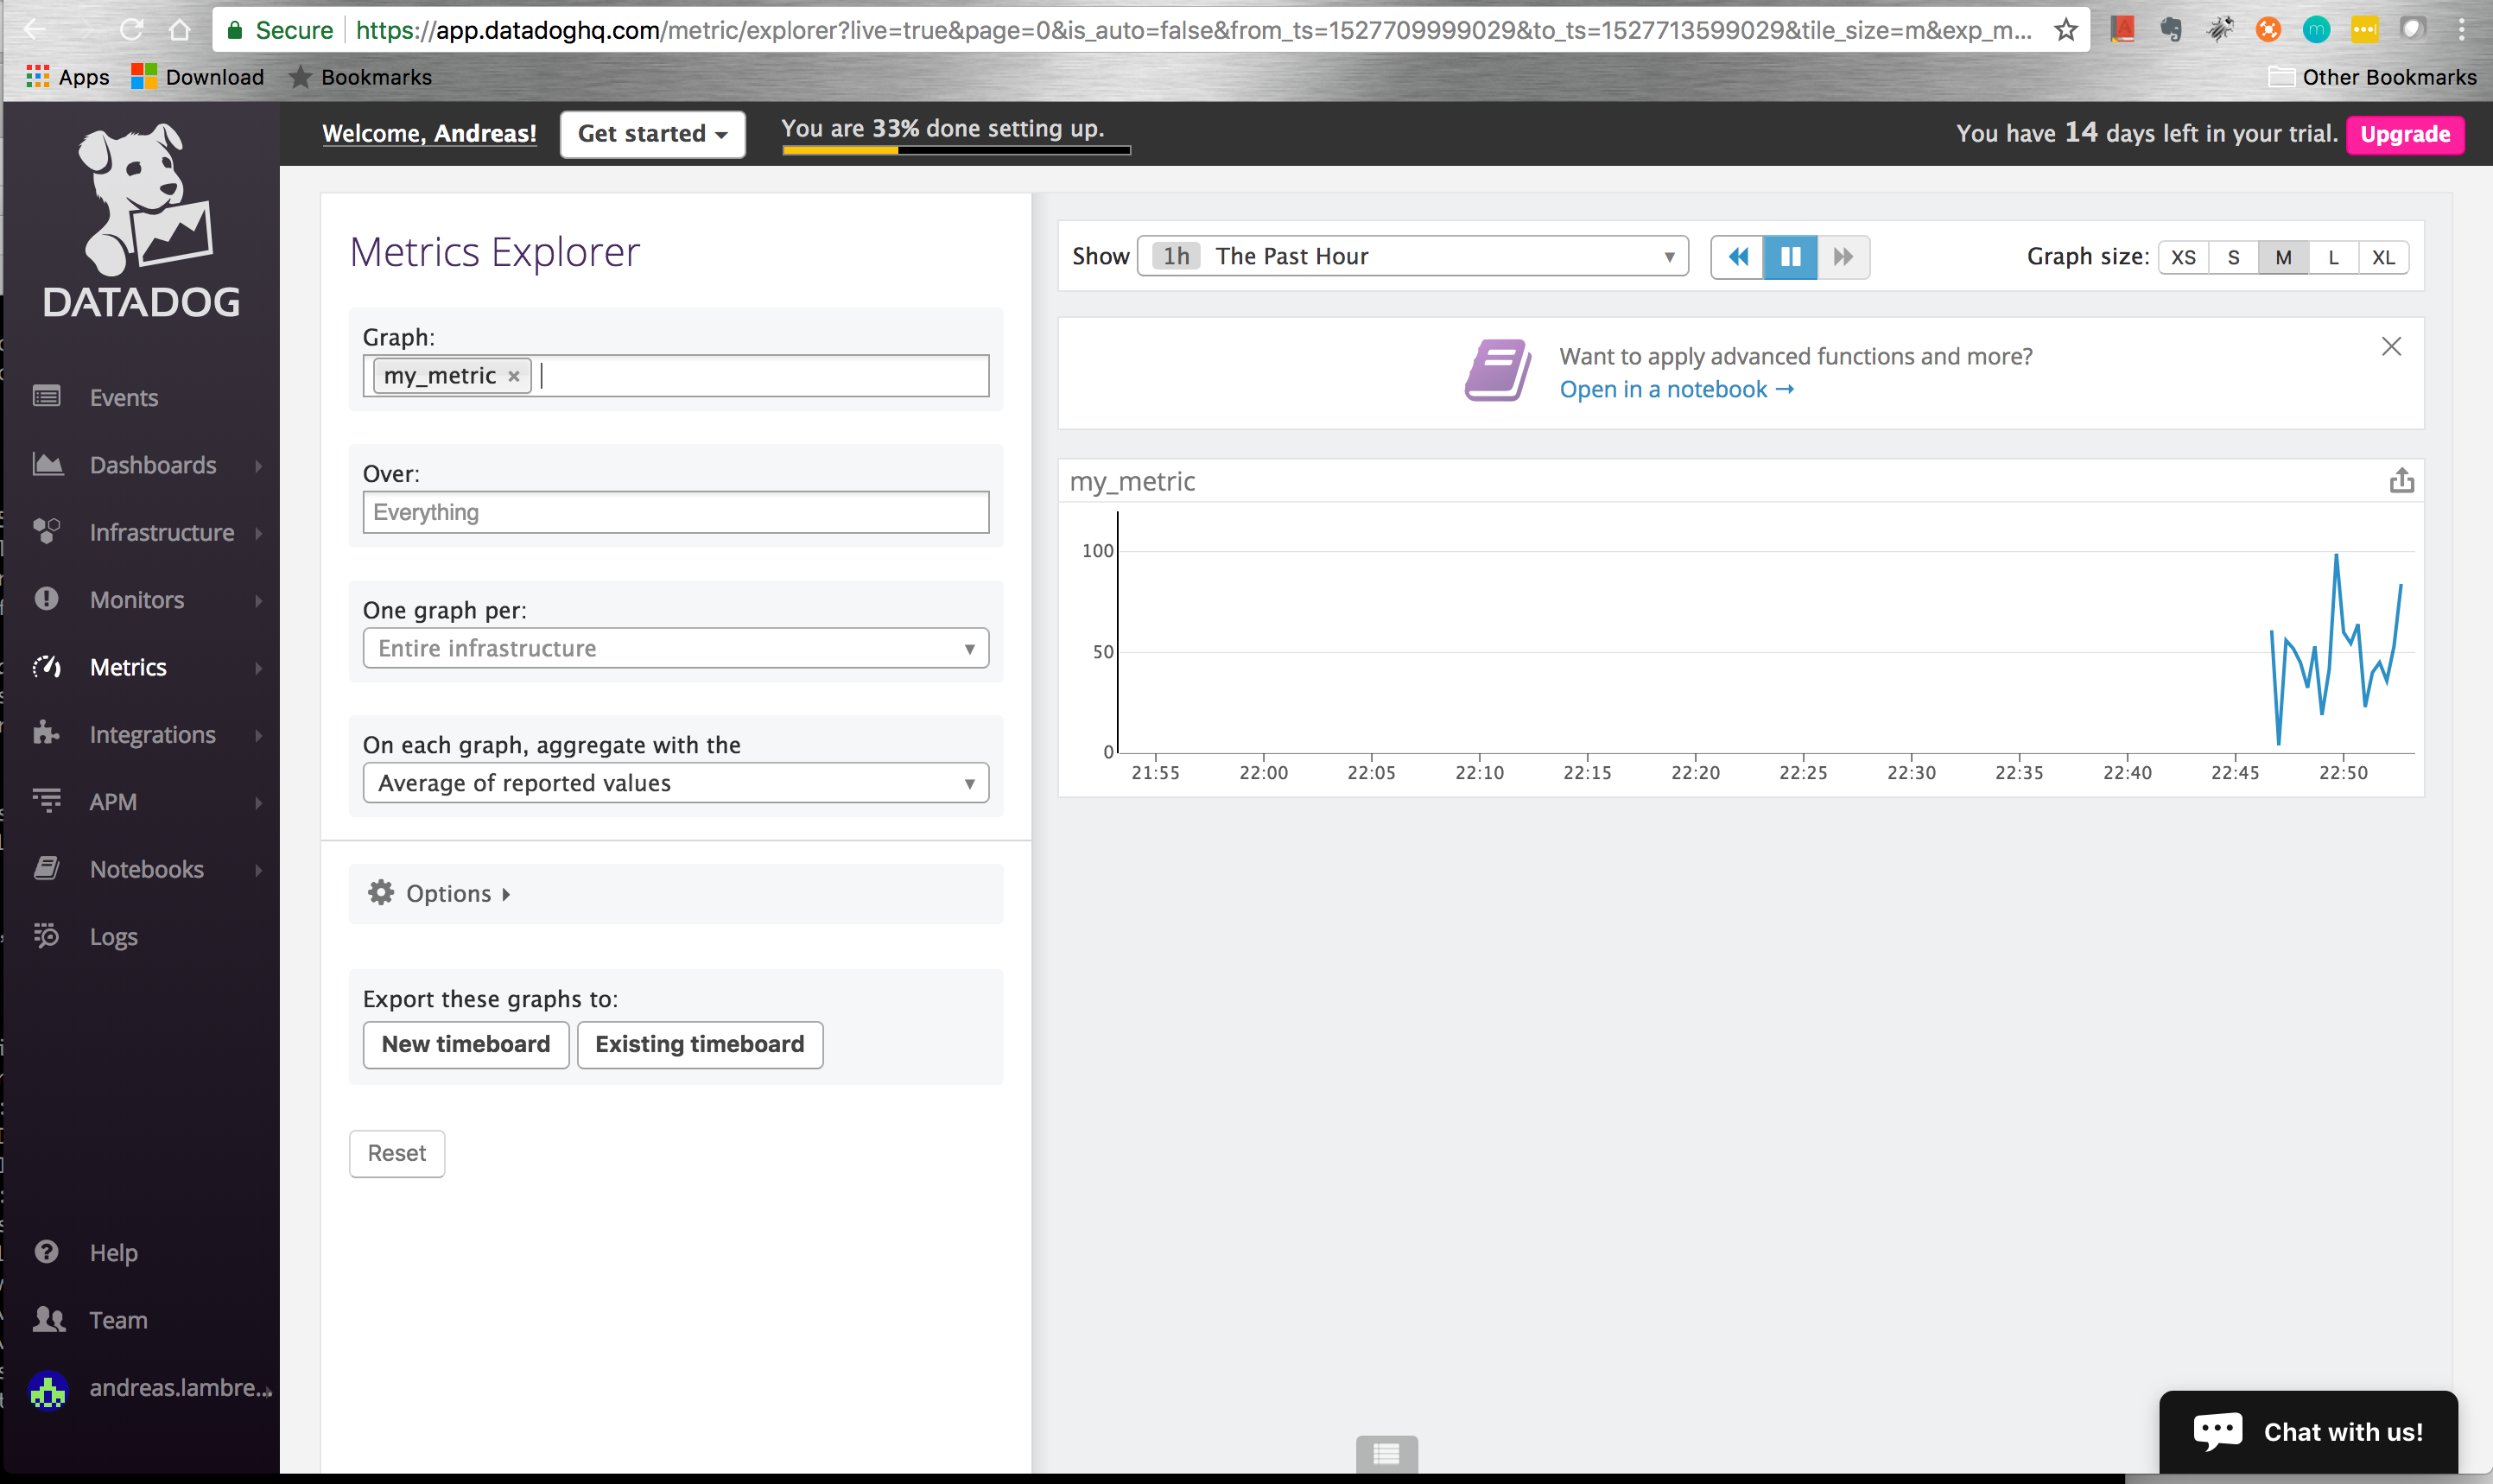 Secure https://app.datadoghq.com/metric/explorer?live=true&page=0&is_auto=false&from_ts=1527709999029&to_ts=1527713599029&tile_size=m&exp_m...
Apps Download Bookmarks Other Bookmarks
Welcome, Andreas! Get started You are 33% done setting up. You have 14 days left in your trial. Upgrade
DATADOG
Events
Dashboards
Infrastructure
Monitors
Metrics
Integrations
APM
Notebooks
Logs
Help
Team
andreas.lambre...
Metrics Explorer
Graph:
my_metric ×
Over:
Everything
One graph per:
Entire infrastructure
On each graph, aggregate with the
Average of reported values
Options
Export these graphs to:
New timeboard Existing timeboard
Reset
Show 1h The Past Hour Graph size: XS S M L XL
Want to apply advanced functions and more?
Open in a notebook →
my_metric
100
50
0
21:55 22:00 22:05 22:10 22:15 22:20 22:25 22:30 22:35 22:40 22:45 22:50
Chat with us!